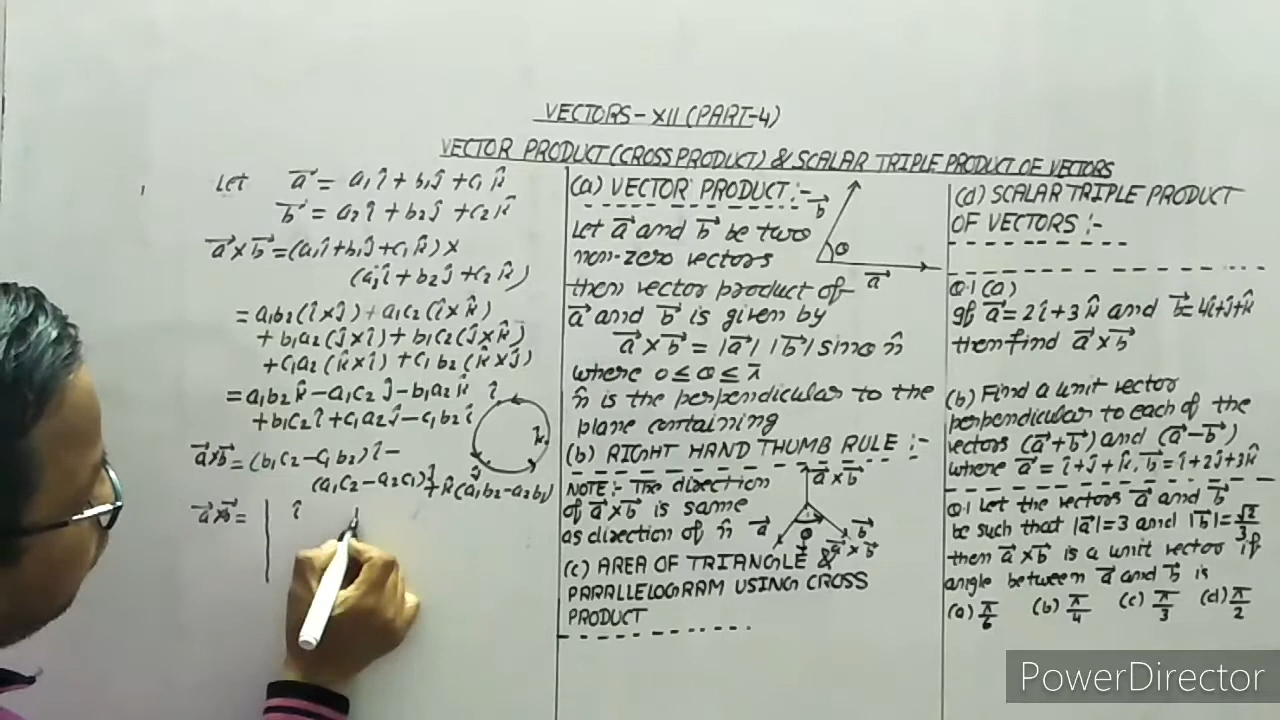 VECTORS-XII (PART-4)
VECTOR PRODUCT (CROSS PRODUCT) & SCALAR TRIPLE PRODUCT OF VECTORS
Let a⃗ = a₁î + b₁ĵ + c₁k̂
b⃗ = a₂î + b₂ĵ + c₂k̂
a⃗×b⃗ = (a₁î+b₁ĵ+c₁k̂)×
(a₂î + b₂ĵ + c₂k̂)
= a₁b₂(î×ĵ) + a₁c₂(î×k̂)
+ b₁a₂(ĵ×î) + b₁c₂(ĵ×k̂)
+ c₁a₂(k̂×î) + c₁b₂(k̂×ĵ)
= a₁b₂k̂ - a₁c₂ĵ - b₁a₂k̂
+ b₁c₂î + c₁a₂ĵ - c₁b₂î
î
k̂
ĵ
a⃗×b⃗ = (b₁c₂ - c₁b₂)î -
(a₁c₂ - a₂c₁)ĵ + k̂(a₁b₂ - a₂b₁)
a⃗×b⃗ = | î
(a) VECTOR PRODUCT :-
b⃗
θ
a⃗
Let a⃗ and b⃗ be two
non-zero vectors
then vector product of
a⃗ and b⃗ is given by
a⃗×b⃗ = |a⃗| |b⃗| sinθ n̂
where 0 ≤ θ ≤ π
n̂ is the perpendicular to the
plane containing
(b) RIGHT HAND THUMB RULE :-
NOTE:- The direction
of a⃗×b⃗ is same
as direction of n̂
a⃗×b⃗
a⃗
θ
b⃗
a⃗×b⃗
(c) AREA OF TRIANGLE &
PARALLELOGRAM USING CROSS
PRODUCT
(d) SCALAR TRIPLE PRODUCT
OF VECTORS :-
Q.1 (a)
If a⃗ = 2î + 3k̂ and b⃗ = 4î+ĵ+k̂
then find a⃗×b⃗
(b) Find a unit vector
perpendicular to each of the
vectors (a⃗+b⃗) and (a⃗-b⃗)
where a⃗ = î+ĵ+k̂, b⃗ = î+2ĵ+3k̂
Q.1 Let the vectors a⃗ and b⃗
be such that |a⃗|=3 and |b⃗|=√2/3
then a⃗×b⃗ is a unit vector if
angle between a⃗ and b⃗ is
(a) π/6 (b) π/4 (c) π/3 (d) π/2
PowerDirector